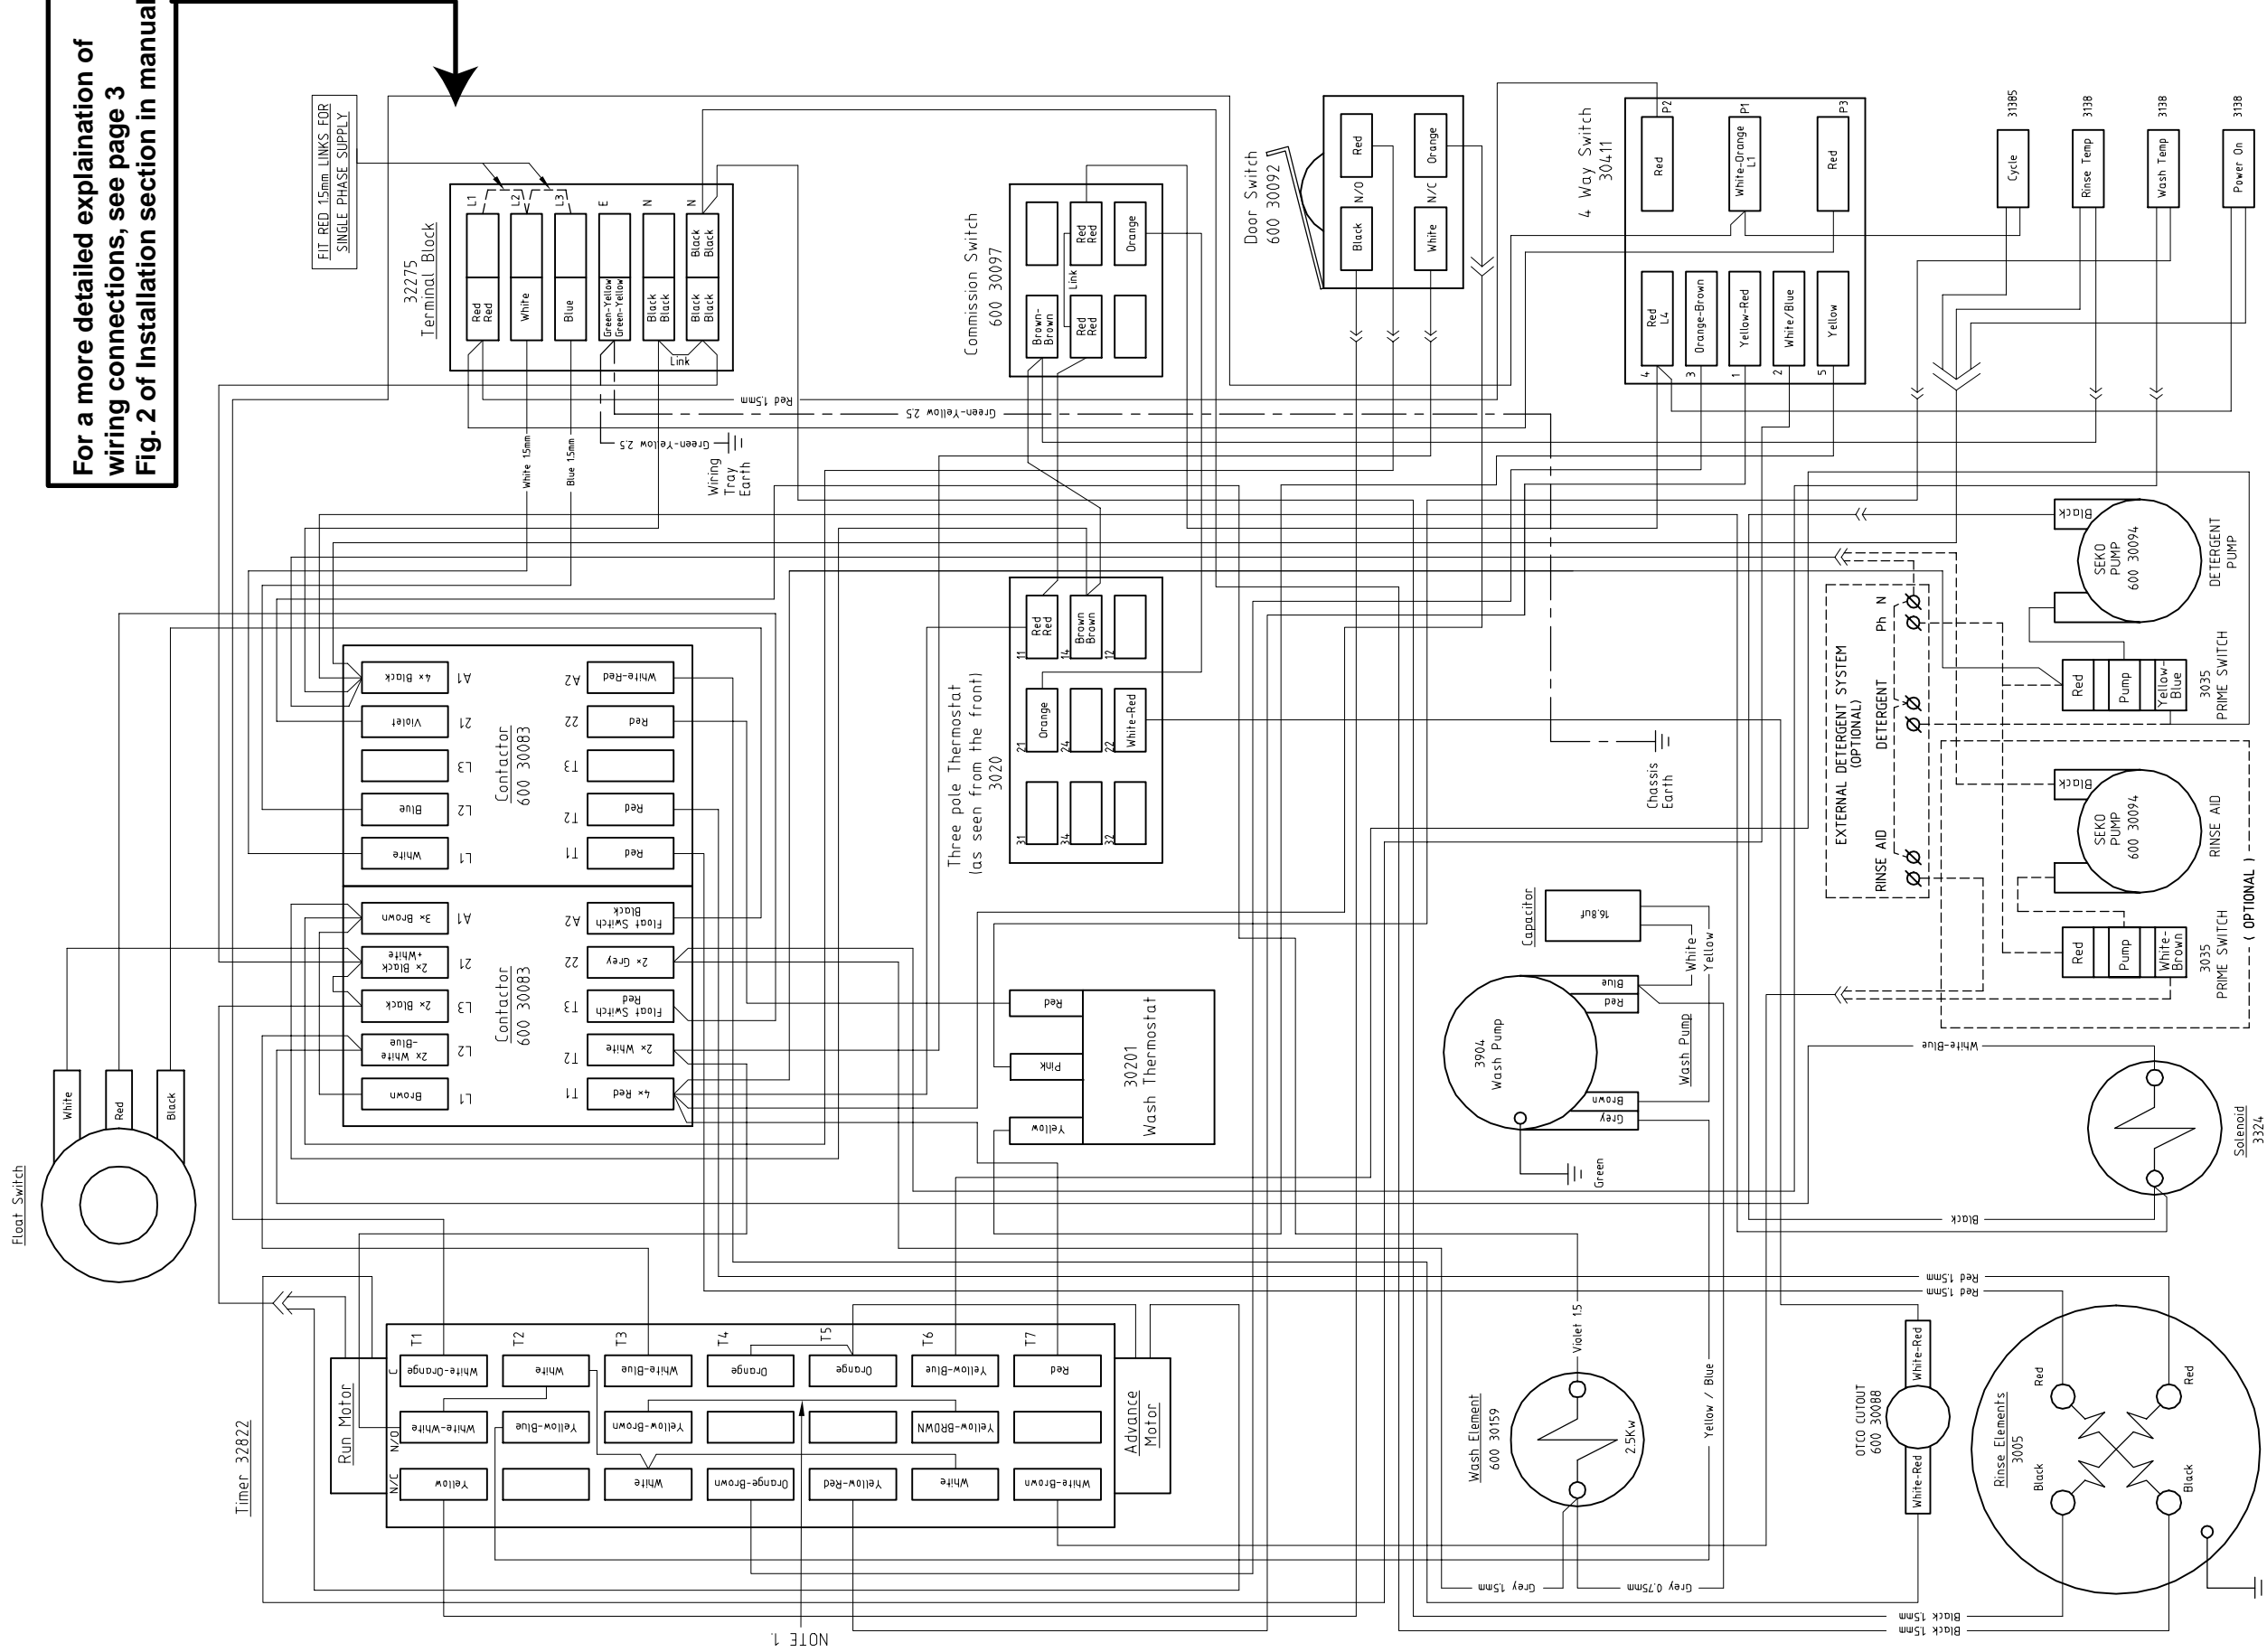 For a more detailed explaination of
wiring connections, see page 3
Fig. 2 of Installation section in manual
FIT RED 1.5mm LINKS FOR
SINGLE PHASE SUPPLY
32275
Terminal Block
L1
L2
L3
E
N
N
Red
Red
White
Blue
Green-Yellow
Green-Yellow
Black
Black
Black
Black
Black
Black
Link
Red 1.5mm
Green-Yellow 2.5
Green-Yellow 2.5
White 1.5mm
Blue 1.5mm
Wiring
Tray
Earth
Commission Switch
600 30097
Brown-
Brown
Red
Red
Link
Red
Red
Orange
Door Switch
600 30092
Red
N/O
Black
Orange
N/C
White
4 Way Switch
30411
Red
P2
White-Orange
L1
P1
Red
P3
Red
L4
4
Orange-Brown
3
Yellow-Red
1
White/Blue
2
Yellow
5
Cycle
31385
Rinse Temp
3138
Wash Temp
3138
Power On
3138
Float Switch
White
Red
Black
Contactor
600 30083
4x Black
A1
Violet
21
L3
Blue
L2
White
L1
A2
White-Red
22
Red
T3
T2
Red
T1
Red
Contactor
600 30083
3x Brown
A1
2x Black
+White
21
2x Black
L3
2x White
-Blue
L2
Brown
L1
A2
Float Switch
Black
22
2x Grey
T3
Float Switch
Red
T2
2x White
T1
4x Red
Three pole Thermostat
(as seen from the front)
3020
11
Red
Red
14
Brown
Brown
12
21
Orange
24
22
White-Red
31
34
32
30201
Wash Thermostat
Red
Pink
Yellow
Chassis
Earth
Capacitor
16.8uf
White
Yellow
3904
Wash Pump
Wash Pump
Blue
Red
Brown
Grey
Green
EXTERNAL DETERGENT SYSTEM
(OPTIONAL)
RINSE AID
DETERGENT
Ph
N
SEKO
PUMP
600 30094
DETERGENT
PUMP
Black
Red
Pump
Yellow-
Blue
3035
PRIME SWITCH
SEKO
PUMP
600 30094
RINSE AID
Black
Red
Pump
White-
Brown
3035
PRIME SWITCH
( OPTIONAL )
White-Blue
Black
Solenoid
3324
Timer 32822
Run Motor
Advance
Motor
C
N/O
N/C
T1
T2
T3
T4
T5
T6
T7
White-Orange
White
White-Blue
Orange
Orange
Yellow-Blue
Red
White-White
Yellow-Blue
Yellow-Brown
Yellow-BROWN
Yellow
White
Orange-Brown
Yellow-Red
White
White-Brown
NOTE 1.
Wash Element
600 30159
2.5Kw
Violet 1.5
Yellow / Blue
Grey 1.5mm
Grey 0.75mm
OTCO CUTOUT
600 30088
White-Red
White-Red
Red 1.5mm
Red 1.5mm
Rinse Elements
3005
Red
Red
Black
Black
Black 1.5mm
Black 1.5mm